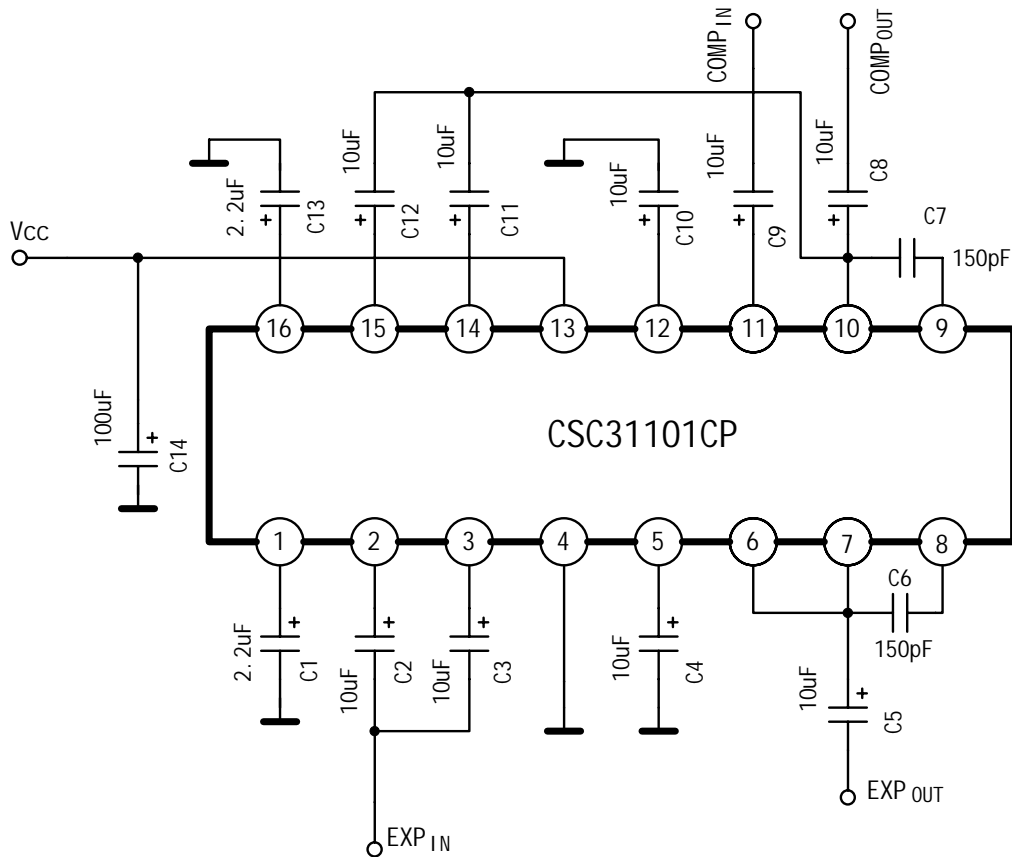 COMP IN
COMP OUT
10uF
10uF
10uF
10uF
10uF
2.2uF
C13
C12
C11
C10
C9
C8
C7
150pF
Vcc
16
15
14
13
12
11
10
9
100uF
C14
CSC31101CP
1
2
3
4
5
6
7
8
C6
150pF
2.2uF
C1
10uF
C2
10uF
C3
10uF
C4
10uF
C5
EXP OUT
EXP IN